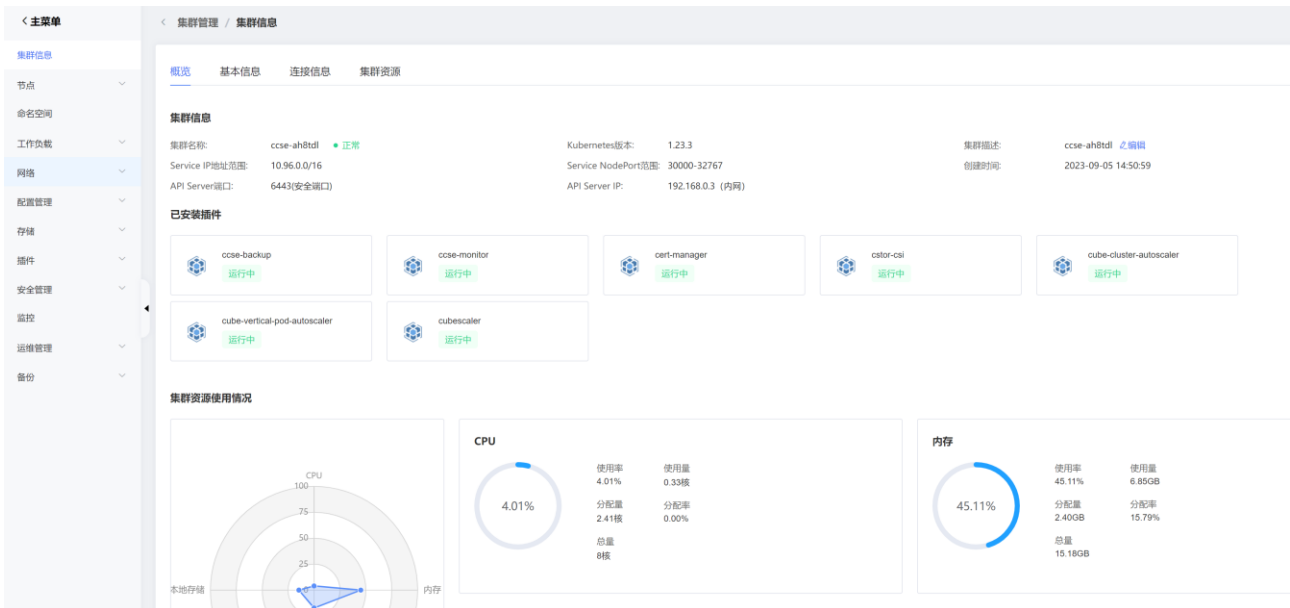 主菜单
集群管理 / 集群信息
集群信息
节点
命名空间
工作负载
网络
配置管理
存储
插件
安全管理
监控
运维管理
备份
概览 基本信息 连接信息 集群资源
集群信息
集群名称: ccse-ah8tdl 正常 Kubernetes版本: 1.23.3 集群描述: ccse-ah8tdl 编辑
Service IP地址范围: 10.96.0.0/16 Service NodePort范围: 30000-32767 创建时间: 2023-09-05 14:50:59
API Server端口: 6443(安全端口) API Server IP: 192.168.0.3（内网）
已安装插件
ccse-backup ccse-monitor cert-manager cstor-csi cube-cluster-autoscaler
运行中 运行中 运行中 运行中 运行中
cube-vertical-pod-autoscaler cubescaler
运行中 运行中
集群资源使用情况
CPU
100
75
50
25
0
本地存储 内存
CPU
4.01%
使用率 使用量
4.01% 0.33核
分配量 分配率
2.41核 0.00%
总量
8核
内存
45.11%
使用率 使用量
45.11% 6.85GB
分配量 分配率
2.40GB 15.79%
总量
15.18GB